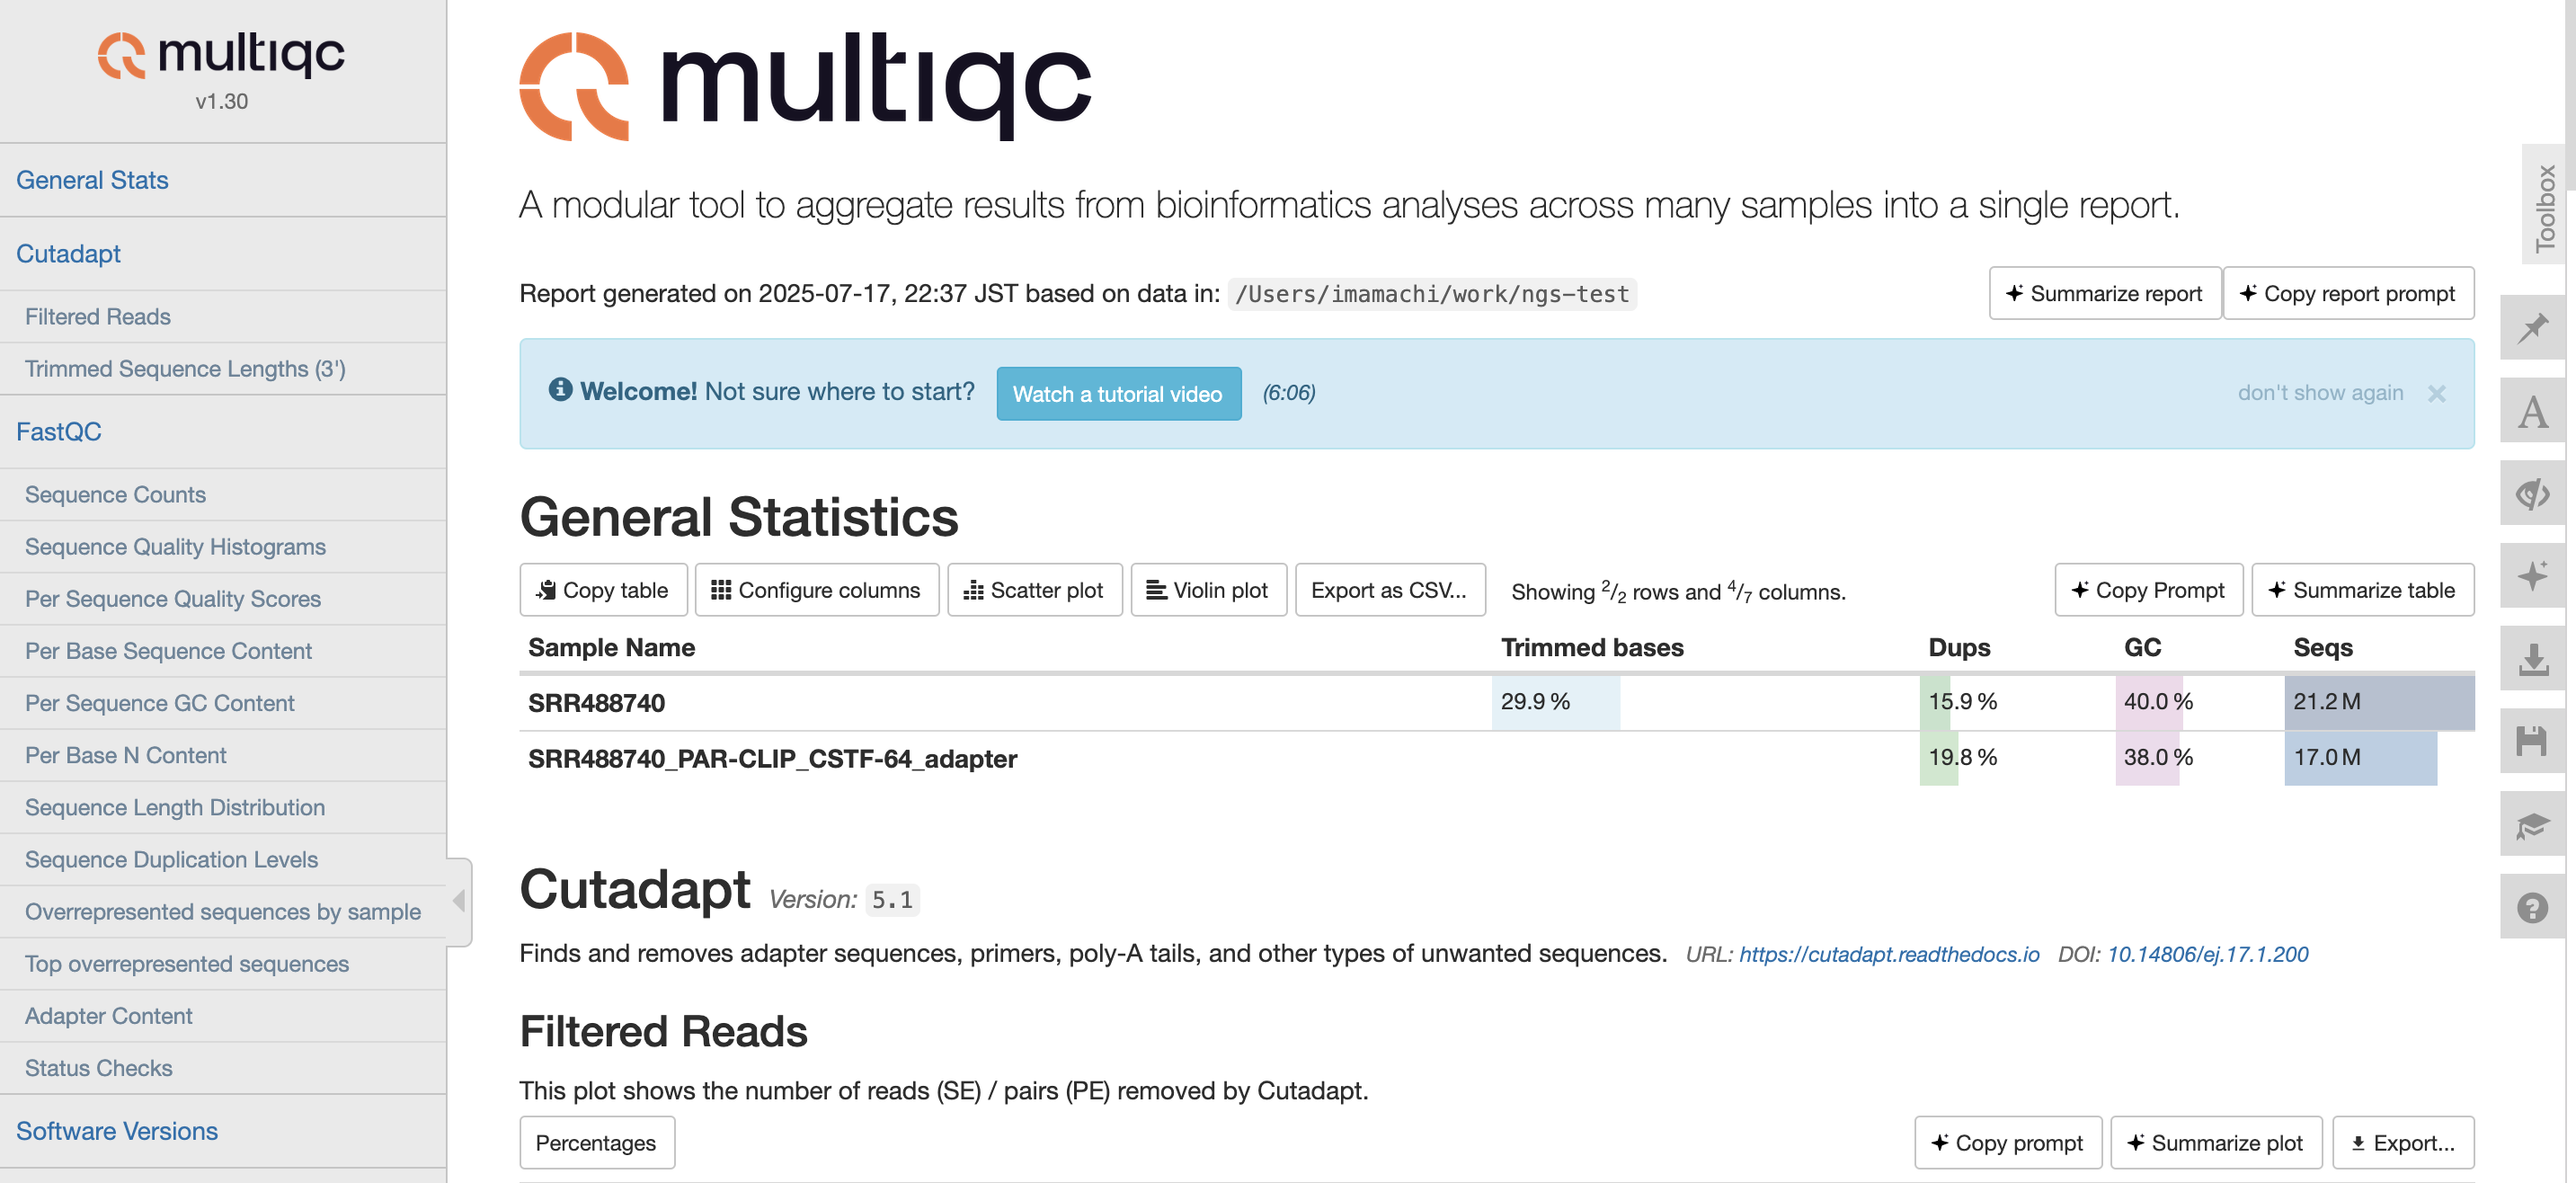 multiqc
v1.30
General Stats
Cutadapt
Filtered Reads
Trimmed Sequence Lengths (3')
FastQC
Sequence Counts
Sequence Quality Histograms
Per Sequence Quality Scores
Per Base Sequence Content
Per Sequence GC Content
Per Base N Content
Sequence Length Distribution
Sequence Duplication Levels
Overrepresented sequences by sample
Top overrepresented sequences
Adapter Content
Status Checks
Software Versions
multiqc
A modular tool to aggregate results from bioinformatics analyses across many samples into a single report.
Report generated on 2025-07-17, 22:37 JST based on data in: /Users/imamachi/work/ngs-test
Summarize report Copy report prompt
Welcome! Not sure where to start? Watch a tutorial video (6:06) don't show again ×
General Statistics
Copy table Configure columns Scatter plot Violin plot Export as CSV... Showing 2/2 rows and 4/7 columns. Copy Prompt Summarize table
Sample Name Trimmed bases Dups GC Seqs
SRR488740 29.9 % 15.9 % 40.0 % 21.2 M
SRR488740_PAR-CLIP_CSTF-64_adapter 19.8 % 38.0 % 17.0 M
Cutadapt Version: 5.1
Finds and removes adapter sequences, primers, poly-A tails, and other types of unwanted sequences. URL: https://cutadapt.readthedocs.io DOI: 10.14806/ej.17.1.200
Filtered Reads
This plot shows the number of reads (SE) / pairs (PE) removed by Cutadapt.
Percentages Copy prompt Summarize plot Export...
Toolbox
A
?